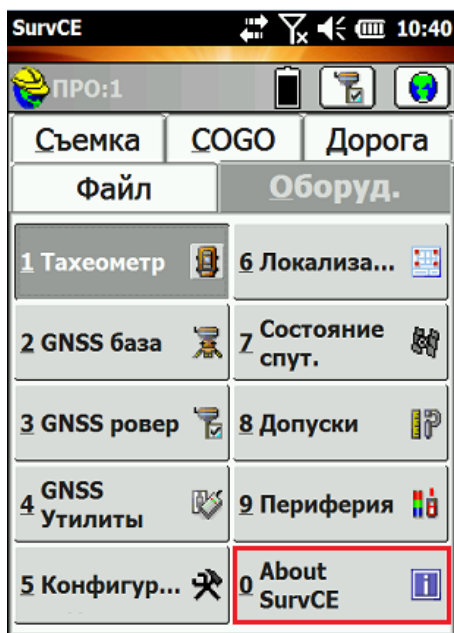 SurvCE 10:40
ПРО:1
Съемка COGO Дорога
Файл Оборуд.
1 Тахеометр
6 Локализа...
2 GNSS база
7 Состояние
спут.
3 GNSS ровер
8 Допуски
4 GNSS
Утилиты
9 Периферия
5 Конфигур...
0 About
SurvCE